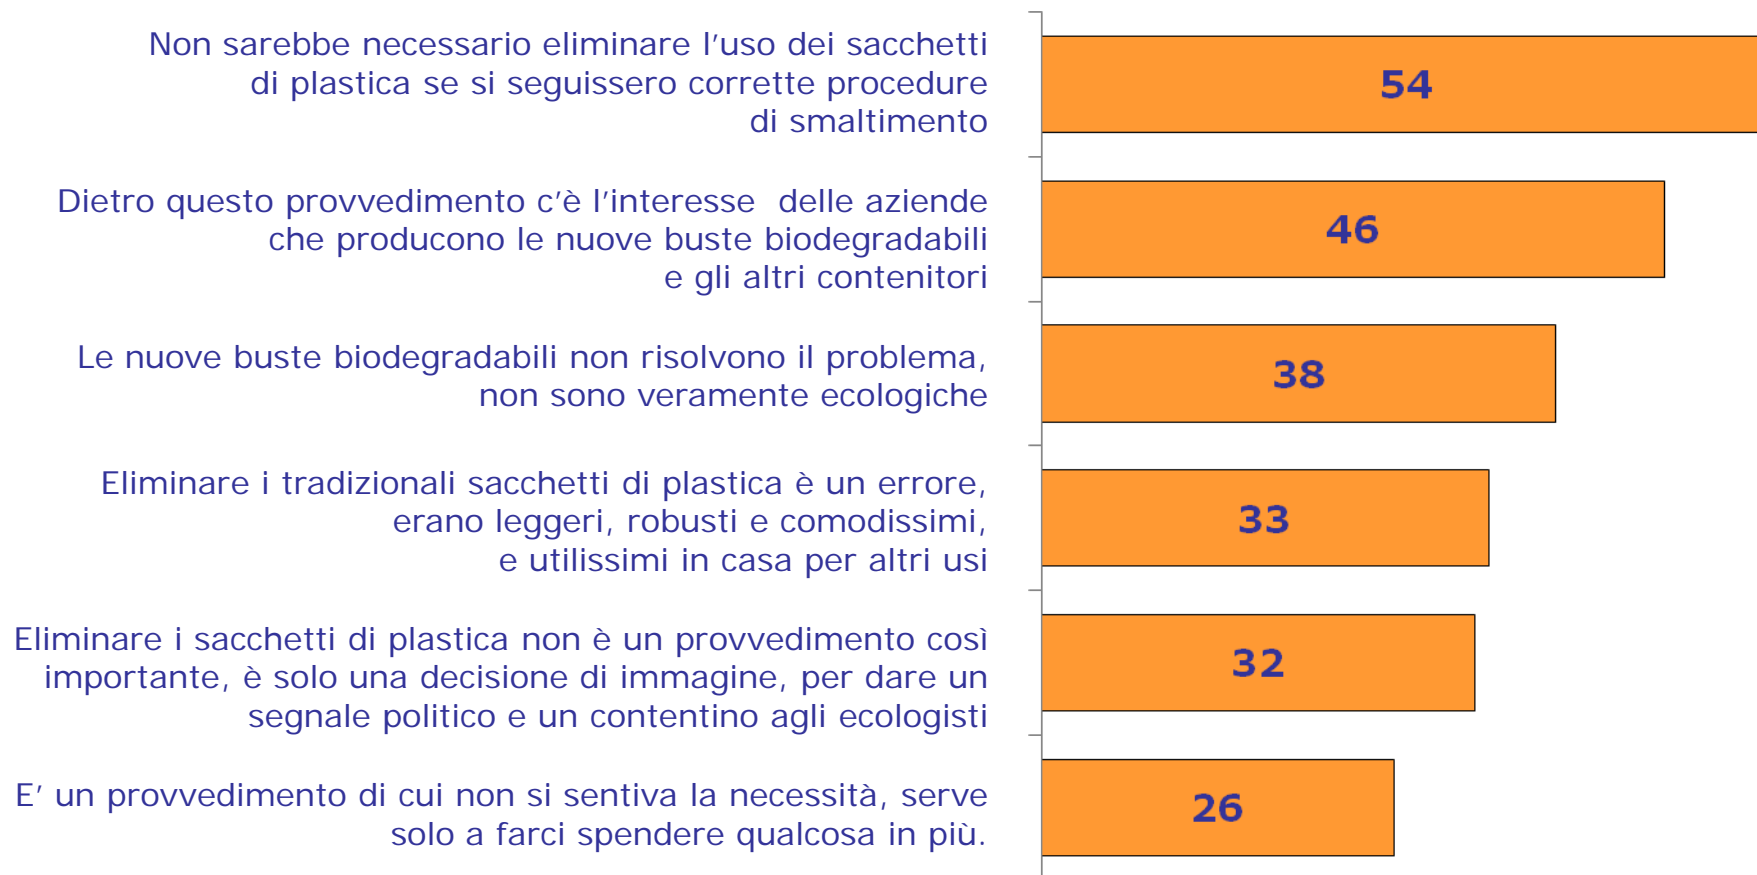 Non sarebbe necessario eliminare l’uso dei sacchetti
di plastica se si seguissero corrette procedure
di smaltimento
54
Dietro questo provvedimento c’è l’interesse  delle aziende
che producono le nuove buste biodegradabili
e gli altri contenitori
46
Le nuove buste biodegradabili non risolvono il problema,
non sono veramente ecologiche
38
Eliminare i tradizionali sacchetti di plastica è un errore,
erano leggeri, robusti e comodissimi,
e utilissimi in casa per altri usi
33
Eliminare i sacchetti di plastica non è un provvedimento così
importante, è solo una decisione di immagine, per dare un
segnale politico e un contentino agli ecologisti
32
E’ un provvedimento di cui non si sentiva la necessità, serve
solo a farci spendere qualcosa in più.
26